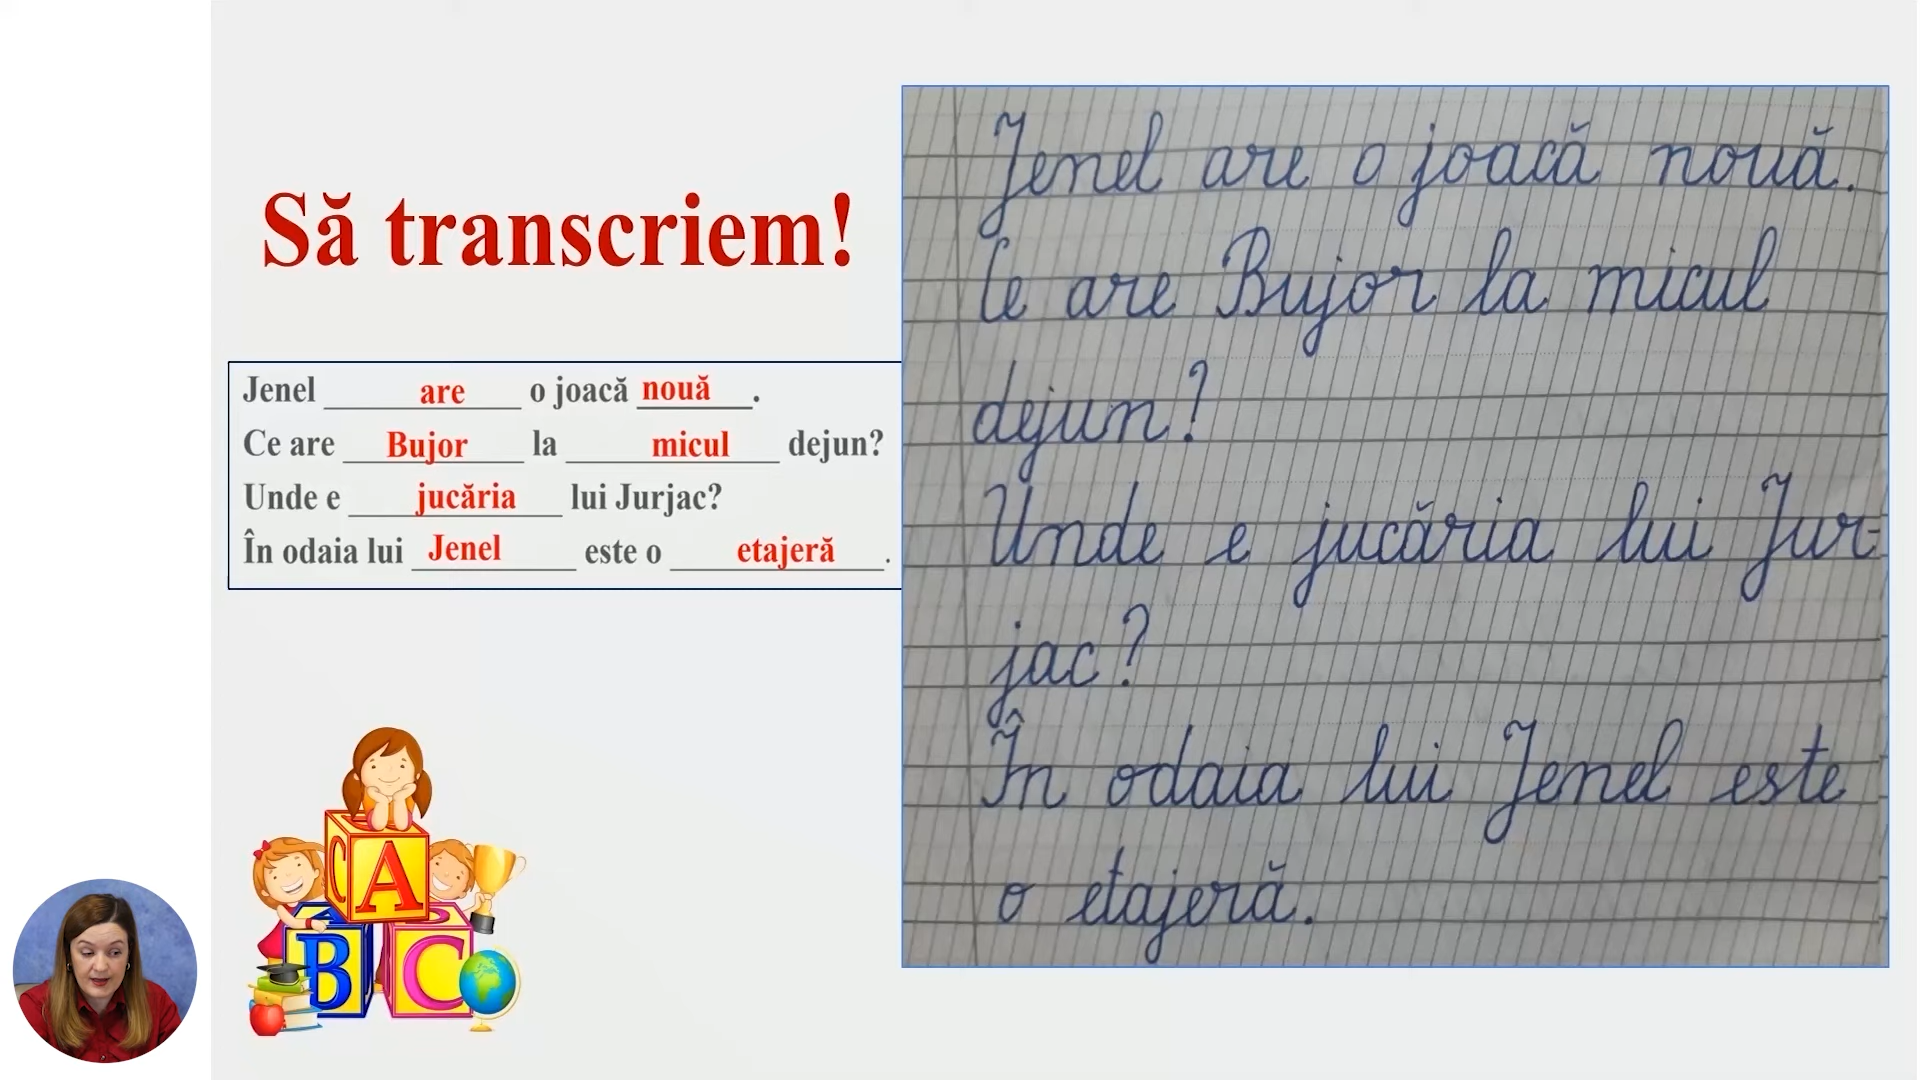 Să transcriem!
Jenel are o joacă nouă.
Ce are Bujor la micul dejun?
Unde e jucăria lui Jurjac?
În odaia lui Jenel este o etajeră.
Jenel are o joacă nouă.
Ce are Bujor la micul
dejun?
Unde e jucăria lui Jur-
jac?
În odaia lui Jenel este
o etajeră.
C
A
B
C